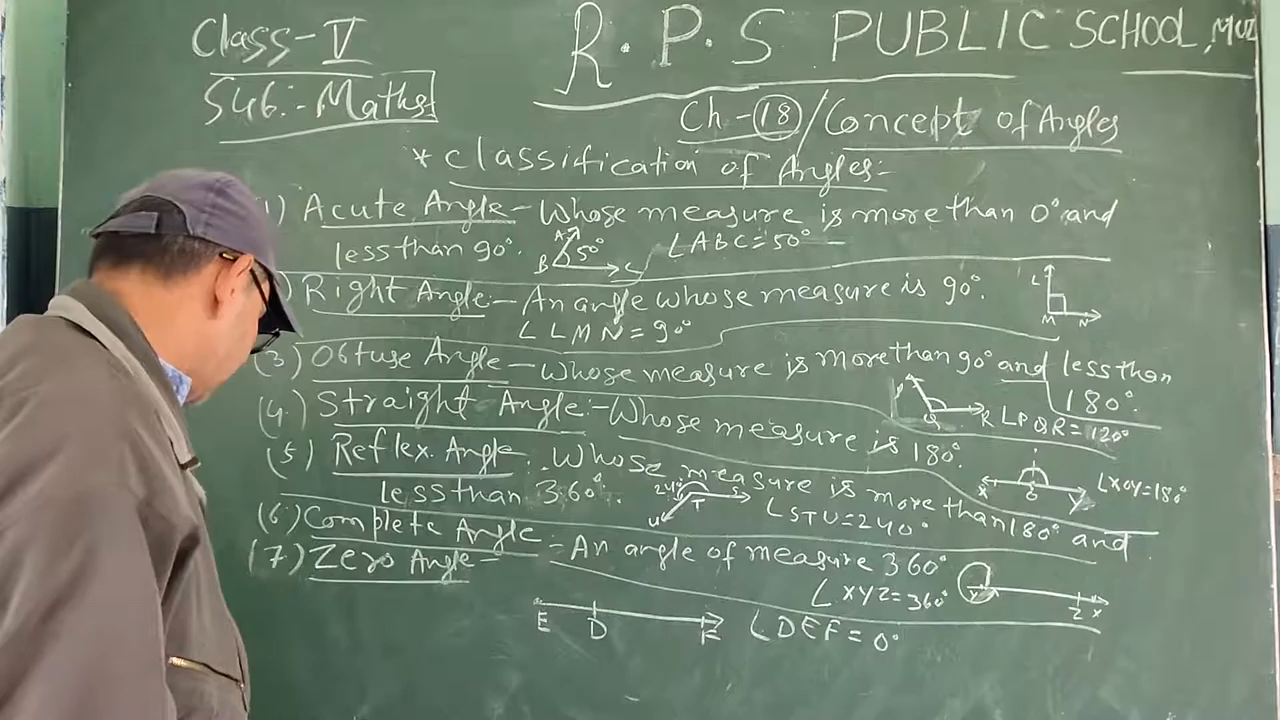 Class-V
R.P.S PUBLIC SCHOOL, MUZ
Sub:- Maths
Ch-18/Concept of Angles
* Classification of Angles:-
1) Acute Angle - Whose measure is more than 0° and
less than 90°. A B C 50° ∠ABC=50°
) Right Angle:- An angle whose measure is 90°. L M N
∠LMN = 90°
(3) Obtuse Angle - Whose measure is more than 90° and less than
180°.
Q R ∠PQR=120°
(4) Straight Angle:- Whose measure is 180°.
X Y ∠XOY=180°
(5) Reflex Angle. Whose measure is more than 180° and
less than 360°. U T S ∠STU=240°
(6) Complete Angle:- An angle of measure 360°
∠XYZ=360° Z X
(7) Zero Angle-
E D F ∠DEF = 0°